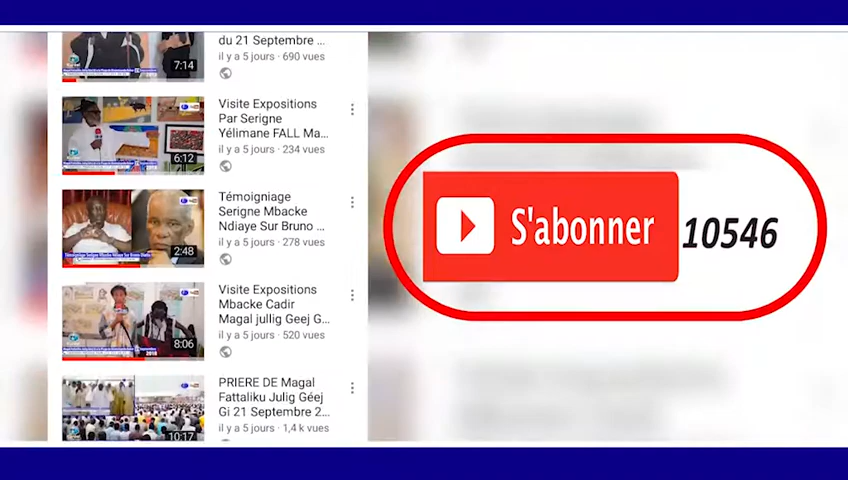 du 21 Septembre ...
il y a 5 jours · 690 vues
7:14
Visite Expositions
Par Serigne
Yélimane FALL Ma...
il y a 5 jours · 234 vues
6:12
Témoigniage
Serigne Mbacke
Ndiaye Sur Bruno ...
il y a 5 jours · 278 vues
2:48
Visite Expositions
Mbacke Cadir
Magal jullig Geej G...
il y a 5 jours · 520 vues
8:06
2018
PRIERE DE Magal
Fattaliku Julig Géej
Gi 21 Septembre 2...
il y a 5 jours · 1,4 k vues
10:17
S'abonner
10546